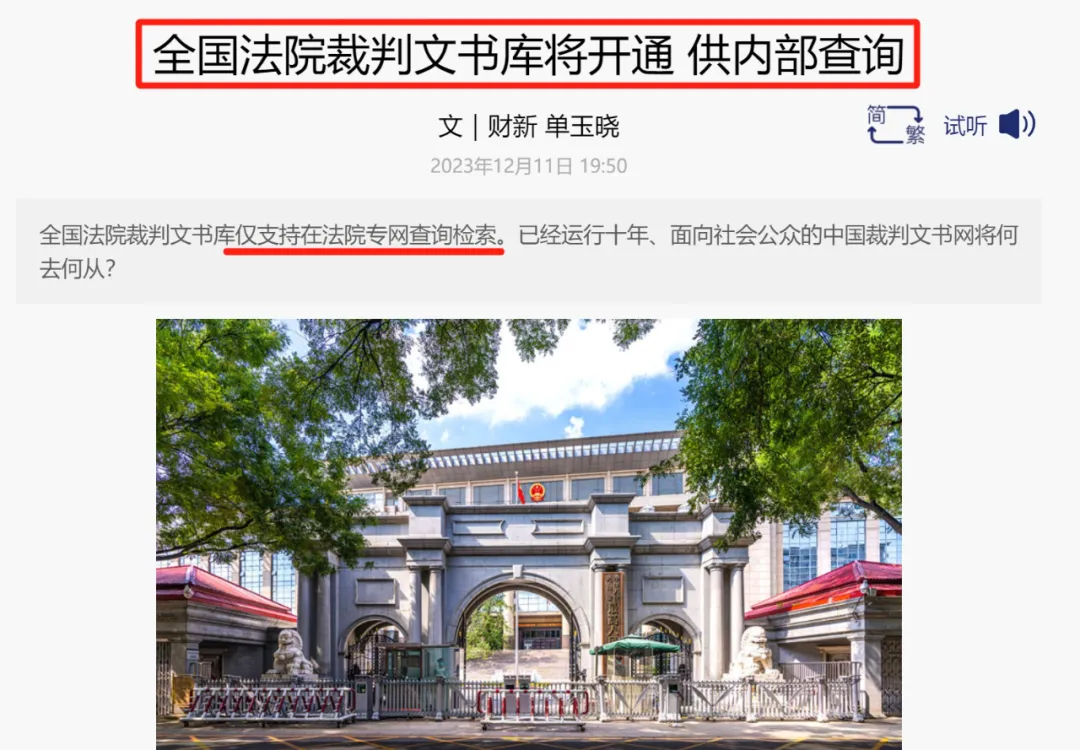 全国法院裁判文书库将开通 供内部查询
文 | 财新 单玉晓
简
繁
试听
2023年12月11日 19:50
全国法院裁判文书库仅支持在法院专网查询检索。已经运行十年、面向社会公众的中国裁判文书网将何
去何从？